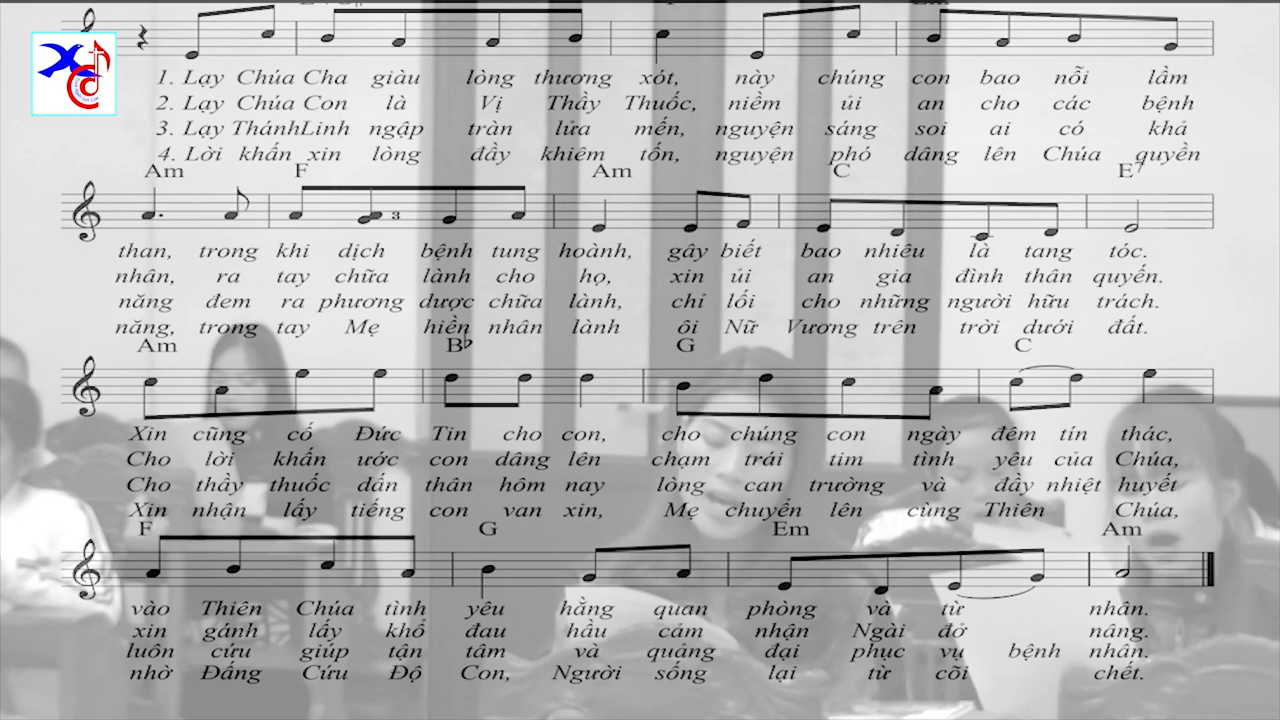 1. Lạy Chúa Cha giàu lòng thương xót, này chúng con bao nỗi lầm
2. Lạy Chúa Con là Vị Thầy Thuốc, niềm ủi an cho các bệnh
3. Lạy ThánhLinh ngập tràn lửa mến, nguyện sáng soi ai có khả
4. Lời khấn xin lòng đầy khiêm tốn, nguyện phó dâng lên Chúa quyền
Am F Am C E7
3
than, trong khi dịch bệnh tung hoành, gây biết bao nhiêu là tang tóc.
nhân, ra tay chữa lành cho họ, xin ủi an gia đình thân quyến.
năng đem ra phương dược chữa lành, chỉ lối cho những người hữu trách.
năng, trong tay Mẹ hiền nhân lành ôi Nữ Vương trên trời dưới đất.
Am B♭ G C
Xin cũng cố Đức Tin cho con, cho chúng con ngày đêm tín thác,
Cho lời khấn ước con dâng lên chạm trái tim tình yêu của Chúa,
Cho thầy thuốc dấn thân hôm nay lòng can trường và đầy nhiệt huyết
Xin nhận lấy tiếng con van xin, Mẹ chuyển lên cùng Thiên Chúa,
F G Em Am
vào Thiên Chúa tình yêu hằng quan phòng và từ nhân.
xin gánh lấy khổ đau hầu cảm nhận Ngài đở nâng.
luôn cứu giúp tận tâm và quảng đại phục vụ bệnh nhân.
nhờ Đấng Cứu Độ Con, Người sống lại từ cõi chết.